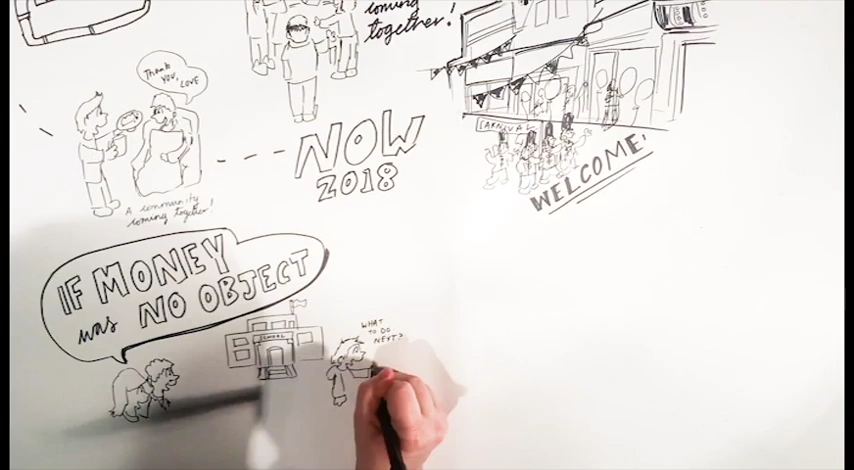 coming
together!
Thank
YOU, LOVE
A community
coming together!
NOW
2018
CARNIVAL
WELCOME!
IF MONEY
was NO OBJECT
SCHOOL
WHAT
TO DO
NEXT?